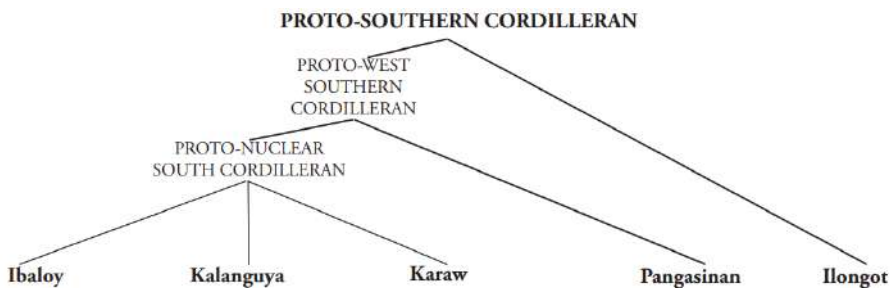 PROTO-SOUTHERN CORDILLERAN
PROTO-WEST
SOUTHERN
CORDILLERAN
PROTO-NUCLEAR
SOUTH CORDILLERAN
Ibaloy
Kalanguya
Karaw
Pangasinan
Ilongot